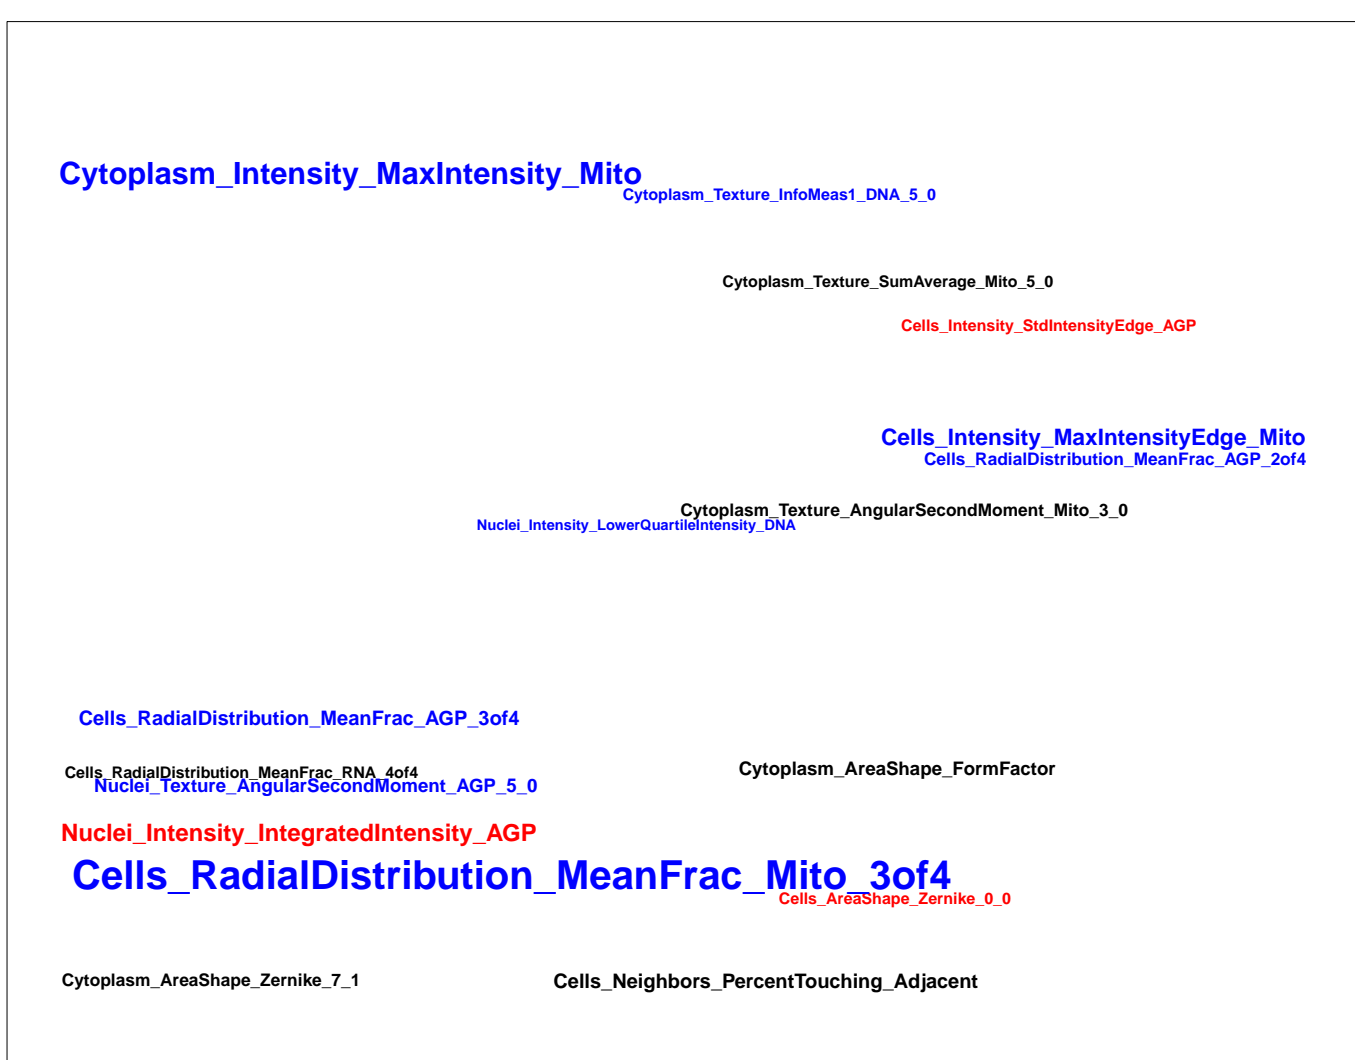 Cytoplasm_Intensity_MaxIntensity_Mito
Cytoplasm_Texture_InfoMeas1_DNA_5_0
Cytoplasm_Texture_SumAverage_Mito_5_0
Cells_Intensity_StdIntensityEdge_AGP
Cells_Intensity_MaxIntensityEdge_Mito
Cells_RadialDistribution_MeanFrac_AGP_2of4
Cytoplasm_Texture_AngularSecondMoment_Mito_3_0
Nuclei_Intensity_LowerQuartileIntensity_DNA
Cells_RadialDistribution_MeanFrac_AGP_3of4
Cells_RadialDistribution_MeanFrac_RNA_4of4
Cytoplasm_AreaShape_FormFactor
Nuclei_Texture_AngularSecondMoment_AGP_5_0
Nuclei_Intensity_IntegratedIntensity_AGP
Cells_RadialDistribution_MeanFrac_Mito_3of4
Cells_AreaShape_Zernike_0_0
Cytoplasm_AreaShape_Zernike_7_1
Cells_Neighbors_PercentTouching_Adjacent